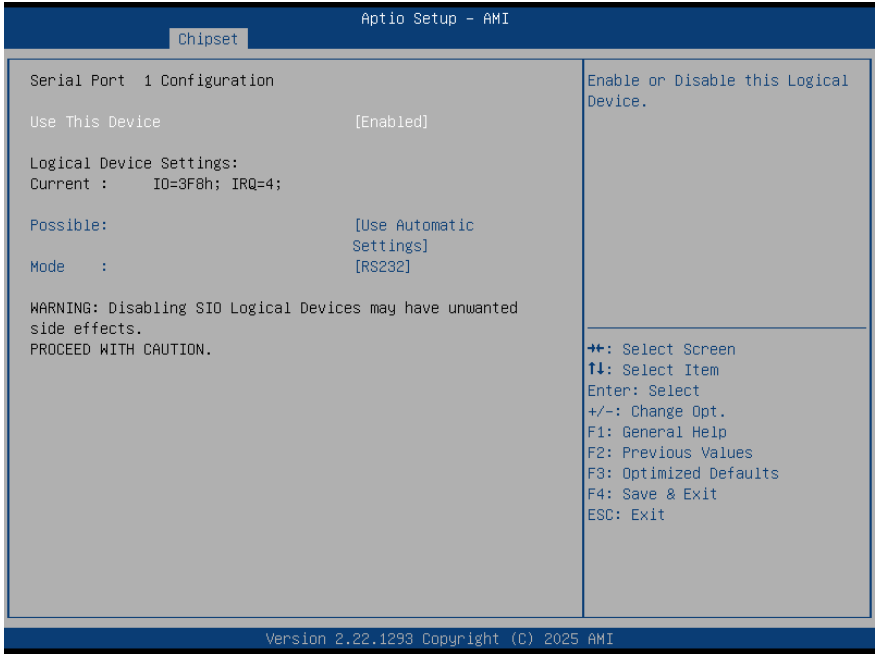 Aptio Setup – AMI
Chipset
Serial Port 1 Configuration
Use This Device [Enabled]
Logical Device Settings:
Current : IO=3F8h; IRQ=4;
Possible: [Use Automatic
Settings]
Mode : [RS232]
WARNING: Disabling SIO Logical Devices may have unwanted
side effects.
PROCEED WITH CAUTION.
Enable or Disable this Logical
Device.
→←: Select Screen
↑↓: Select Item
Enter: Select
+/-: Change Opt.
F1: General Help
F2: Previous Values
F3: Optimized Defaults
F4: Save & Exit
ESC: Exit
Version 2.22.1293 Copyright (C) 2025 AMI